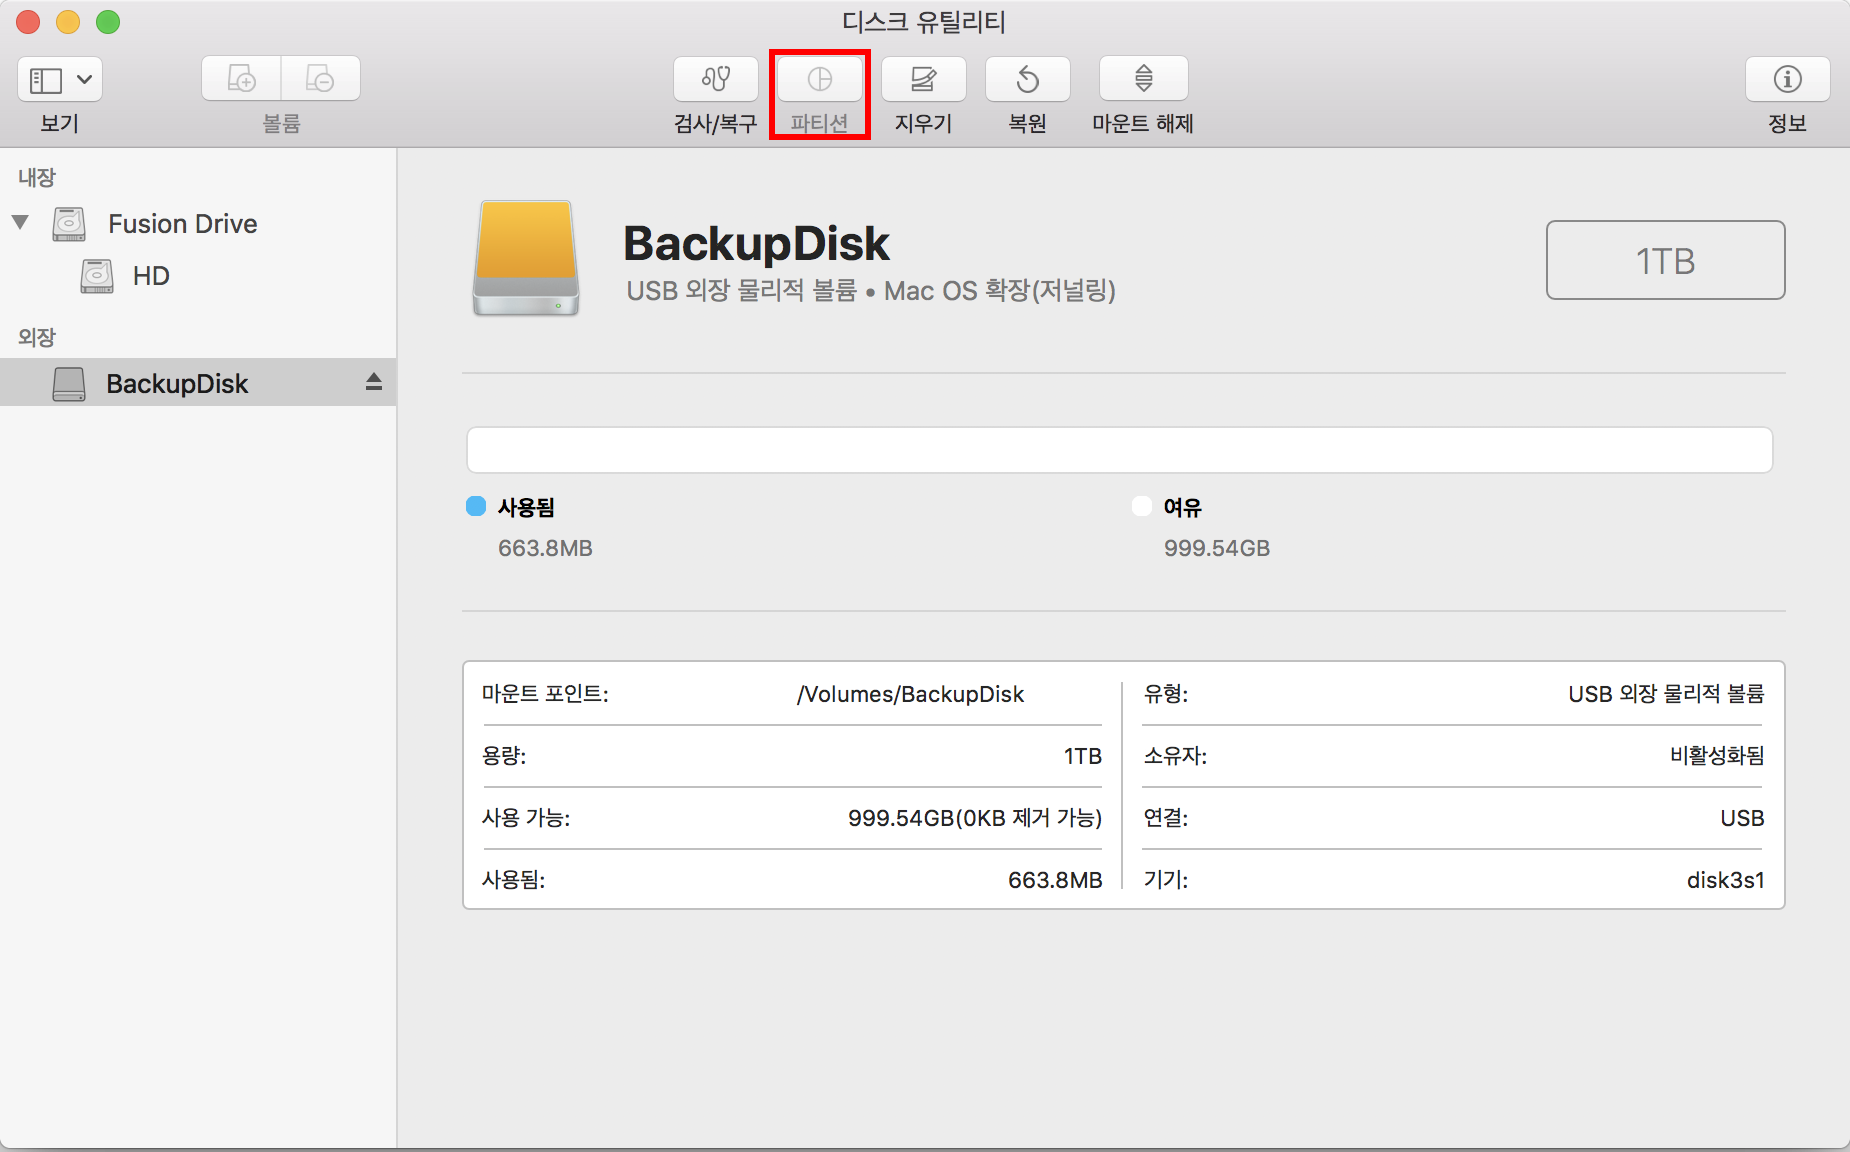 디스크 유틸리티
보기
볼륨
검사/복구
파티션
지우기
복원
마운트 해제
정보
내장
Fusion Drive
HD
외장
BackupDisk
BackupDisk
USB 외장 물리적 볼륨 • Mac OS 확장(저널링)
1TB
사용됨
663.8MB
여유
999.54GB
마운트 포인트: /Volumes/BackupDisk
용량: 1TB
사용 가능: 999.54GB(0KB 제거 가능)
사용됨: 663.8MB
유형: USB 외장 물리적 볼륨
소유자: 비활성화됨
연결: USB
기기: disk3s1